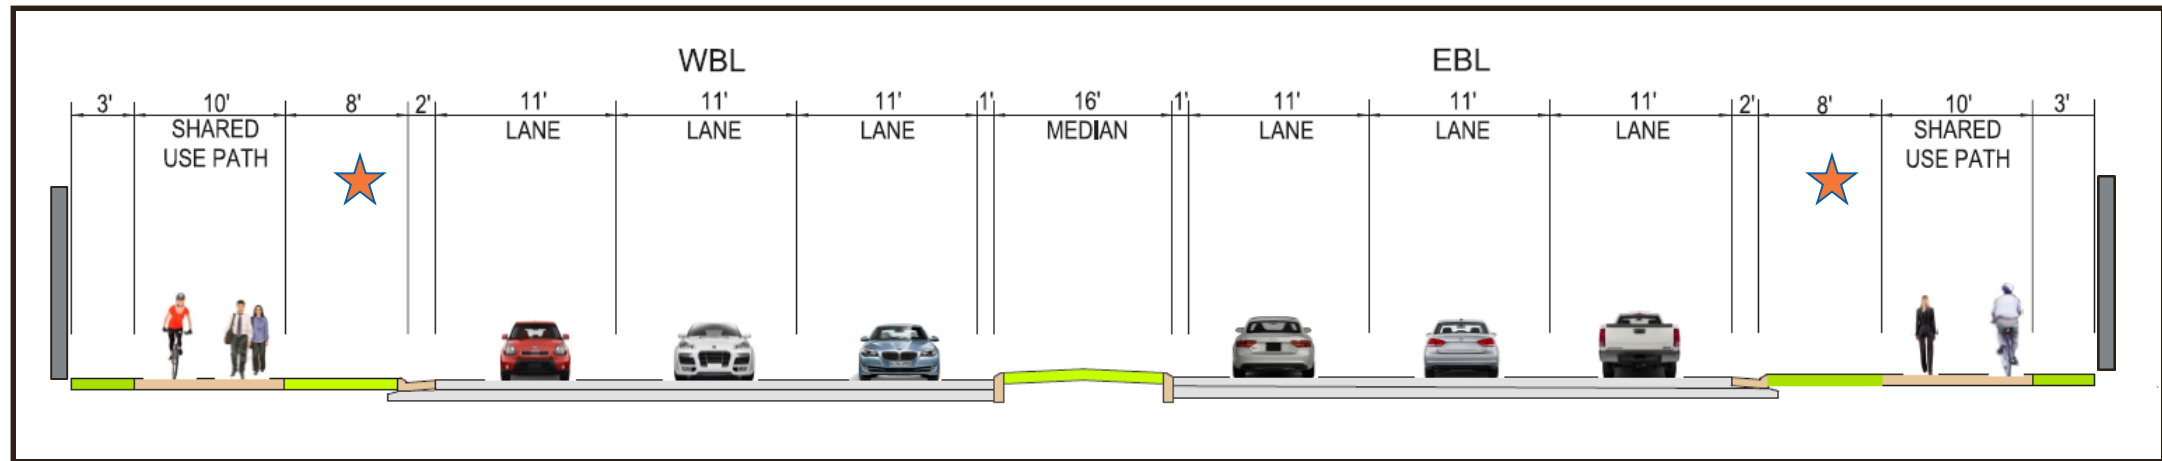 WBL EBL
3' 10' 8' 2' 11' 11' 11' 1' 16' 1' 11' 11' 11' 2' 8' 10' 3'
SHARED LANE LANE LANE MEDIAN LANE LANE LANE SHARED
USE PATH USE PATH